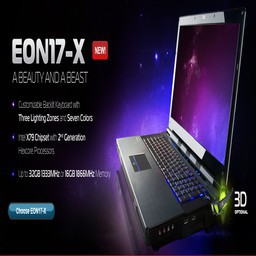 EON17-X NEW!
A BEAUTY AND A BEAST
Customizable Backlit Keyboard with
Three Lighting Zones and Seven Colors
Intel X79 Chipset with 2nd Generation
Hexcore Processors
Up to 32GB 1333MHz or 16GB 1866MHz Memory
3D
OPTIONAL
Choose EON17-X